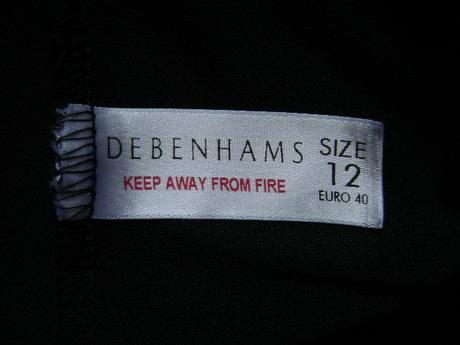 DEBENHAMS
KEEP AWAY FROM FIRE
SIZE
12
EURO 40